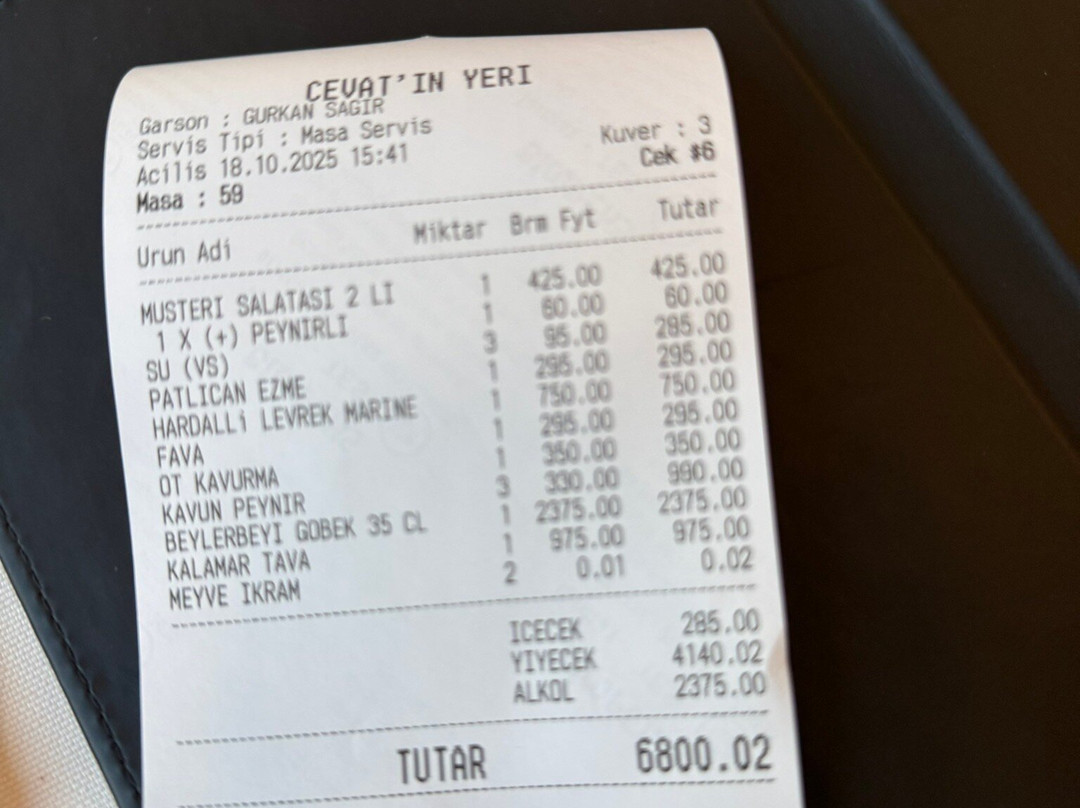 CEVAT'IN YERI
Garson : GURKAN SAGIR
Servis Tipi : Masa Servis Kuver : 3
Acilis 18.10.2025 15:41 Cek #6
Masa : 59
Urun Adi Miktar Brm Fyt Tutar
MUSTERI SALATASI 2 LI 1 425.00 425.00
1 X (+) PEYNIRLI 1 60.00 60.00
SU (VS) 3 95.00 285.00
PATLICAN EZME 1 295.00 295.00
HARDALLi LEVREK MARINE 1 750.00 750.00
FAVA 1 295.00 295.00
OT KAVURMA 1 350.00 350.00
KAVUN PEYNIR 3 330.00 990.00
BEYLERBEYI GOBEK 35 CL 1 2375.00 2375.00
KALAMAR TAVA 1 975.00 975.00
MEYVE IKRAM 2 0.01 0.02
ICECEK 285.00
YIYECEK 4140.02
ALKOL 2375.00
TUTAR 6800.02